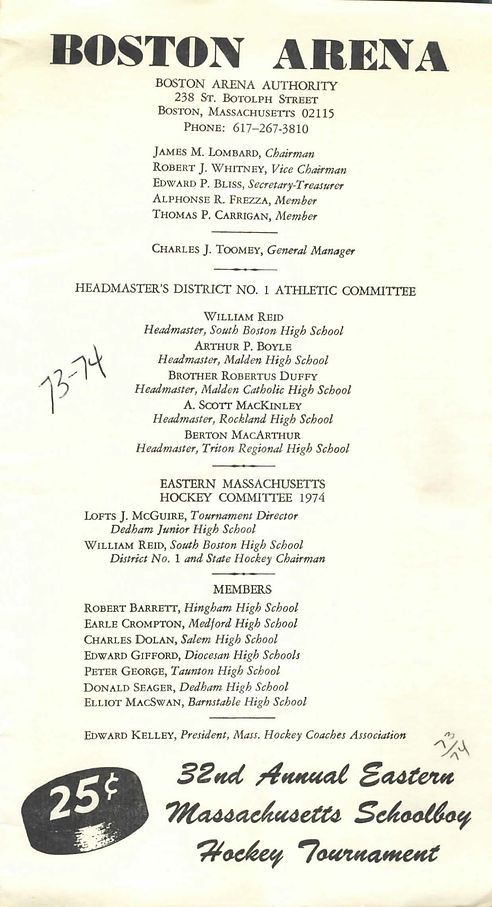 BOSTON ARENA
BOSTON ARENA AUTHORITY
238 ST. BOTOLPH STREET
BOSTON, MASSACHUSETTS 02115
PHONE: 617-267-3810
JAMES M. LOMBARD, Chairman
ROBERT J. WHITNEY, Vice Chairman
EDWARD P. BLISS, Secretary-Treasurer
ALPHONSE R. FREZZA, Member
THOMAS P. CARRIGAN, Member
CHARLES J. TOOMEY, General Manager
HEADMASTER'S DISTRICT NO. 1 ATHLETIC COMMITTEE
WILLIAM REID
Headmaster, South Boston High School
ARTHUR P. BOYLE
Headmaster, Malden High School
BROTHER ROBERTUS DUFFY
Headmaster, Malden Catholic High School
A. SCOTT MACKINLEY
Headmaster, Rockland High School
BERTON MACARTHUR
Headmaster, Triton Regional High School
73-74
EASTERN MASSACHUSETTS
HOCKEY COMMITTEE 1974
LOFTS J. MCGUIRE, Tournament Director
Dedham Junior High School
WILLIAM REID, South Boston High School
District No. 1 and State Hockey Chairman
MEMBERS
ROBERT BARRETT, Hingham High School
EARLE CROMPTON, Medford High School
CHARLES DOLAN, Salem High School
EDWARD GIFFORD, Diocesan High Schools
PETER GEORGE, Taunton High School
DONALD SEAGER, Dedham High School
ELLIOT MACSWAN, Barnstable High School
EDWARD KELLEY, President, Mass. Hockey Coaches Association
73/74
25¢
32nd Annual Eastern
Massachusetts Schoolboy
Hockey Tournament